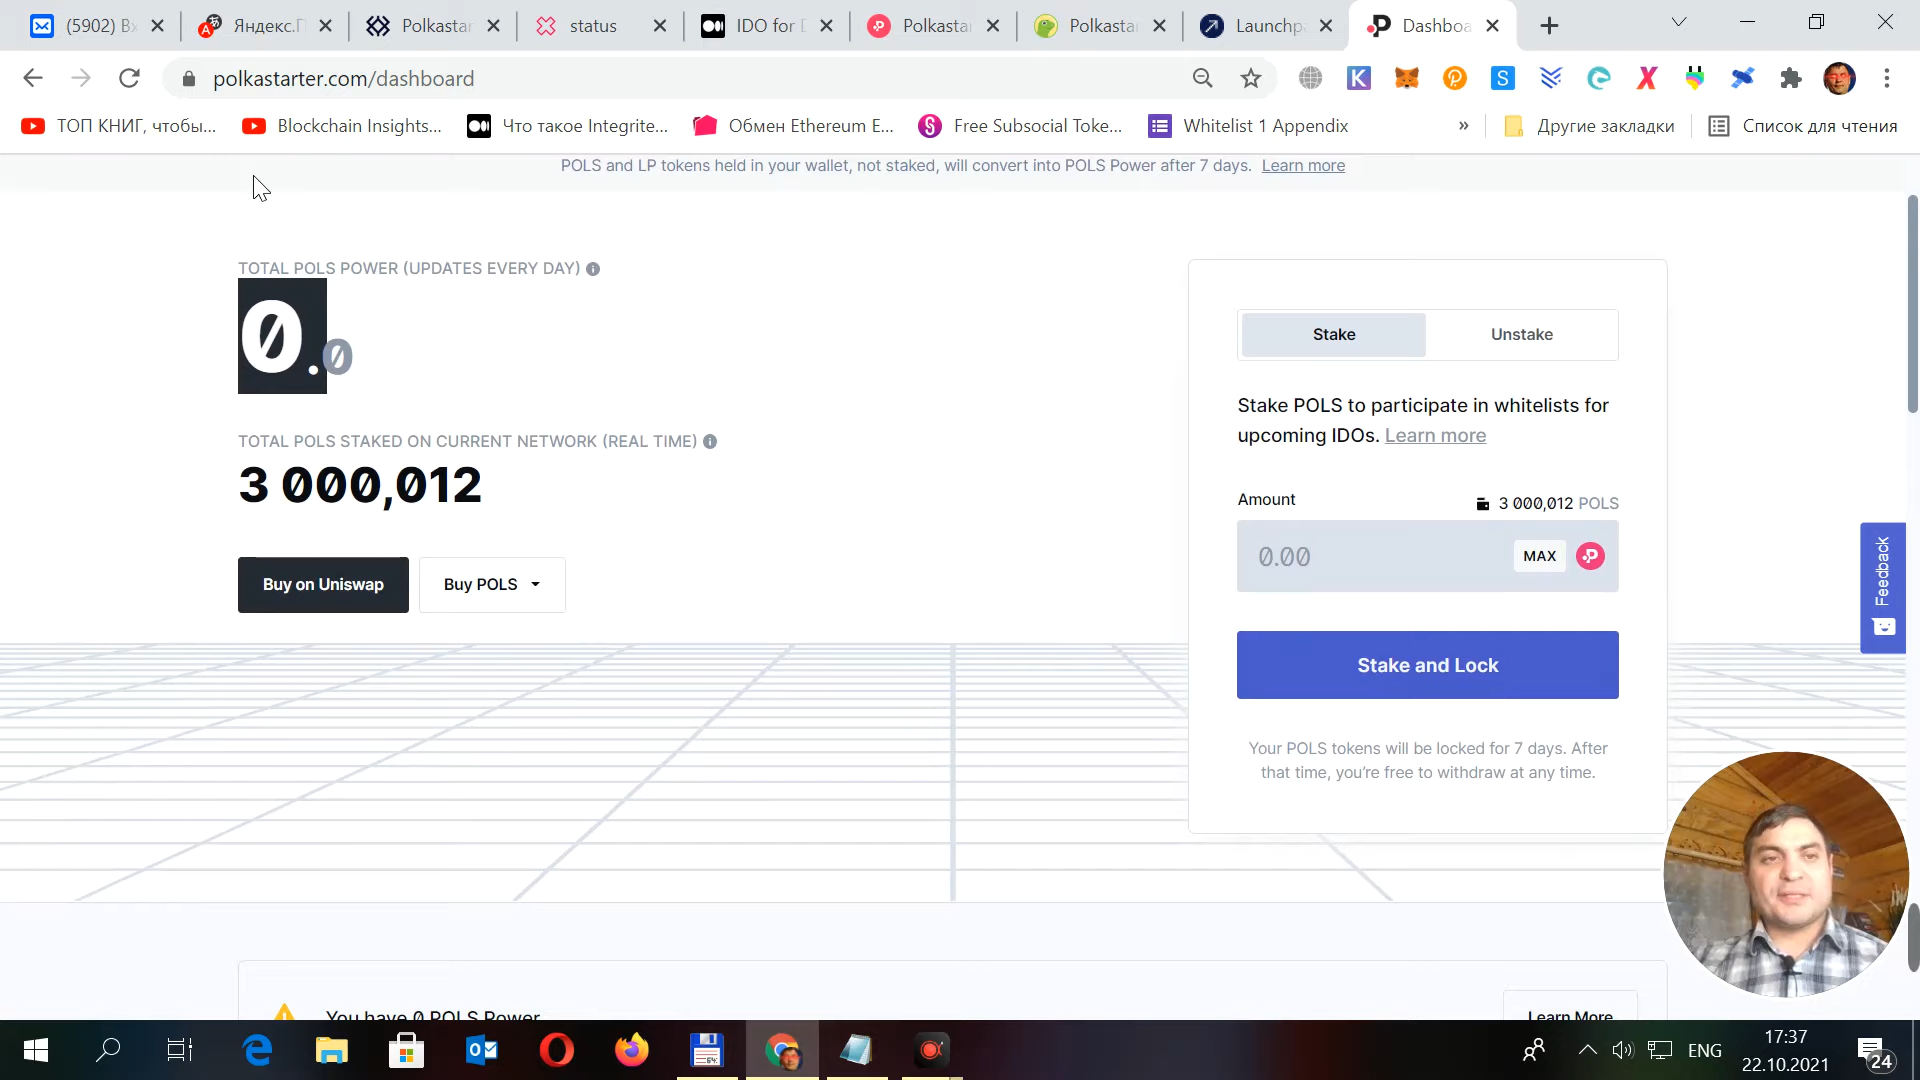 (5902) Вх
Яндекс.П
Polkastar
status
IDO for D
Polkastar
Polkastar
Launchpa
Dashboa
polkastarter.com/dashboard
ТОП КНИГ, чтобы...
Blockchain Insights...
Что такое Integrite...
Обмен Ethereum E...
Free Subsocial Toke...
Whitelist 1 Appendix
»
Другие закладки
Список для чтения
POLS and LP tokens held in your wallet, not staked, will convert into POLS Power after 7 days. Learn more
TOTAL POLS POWER (UPDATES EVERY DAY)
0.0
TOTAL POLS STAKED ON CURRENT NETWORK (REAL TIME)
3 000,012
Buy on Uniswap
Buy POLS
Stake
Unstake
Stake POLS to participate in whitelists for
upcoming IDOs. Learn more
Amount
3 000,012 POLS
0.00
MAX
Stake and Lock
Your POLS tokens will be locked for 7 days. After
that time, you're free to withdraw at any time.
Feedback
You have 0 POLS Power
Learn More
ENG
17:37
22.10.2021
24